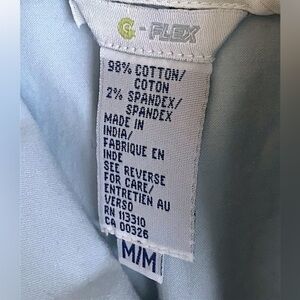 G-FLEX
98% COTTON/
COTON
2% SPANDEX/
SPANDEX
MADE IN
INDIA/
FABRIQUE EN
INDE
SEE REVERSE
FOR CARE/
ENTRETIEN AU
VERSO
RN 113310
CA 00326
M/M